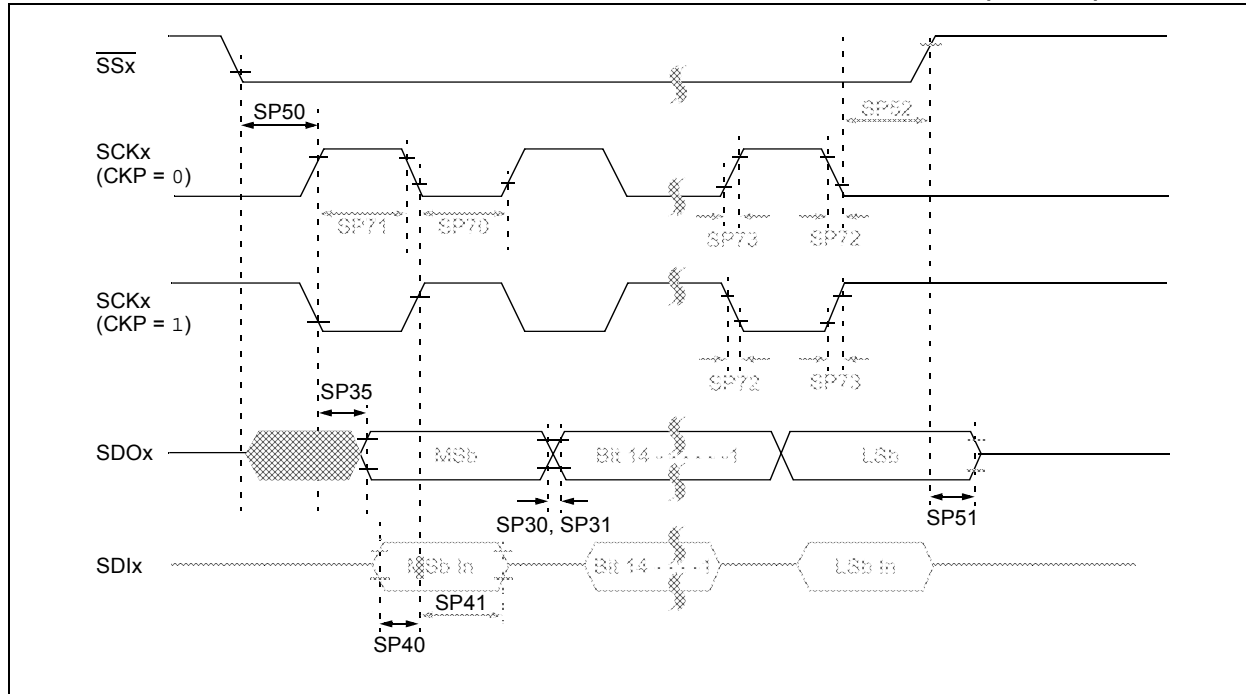 SSx
SP50
SP52
SCKx
(CKP = 0)
SP71
SP70
SP73
SP72
SCKx
(CKP = 1)
SP72
SP73
SP35
SDOx
MSb
Bit 14 - - - - - -1
LSb
SP30, SP31
SP51
SDIx
MSb In
Bit 14 - - - -1
LSb In
SP41
SP40